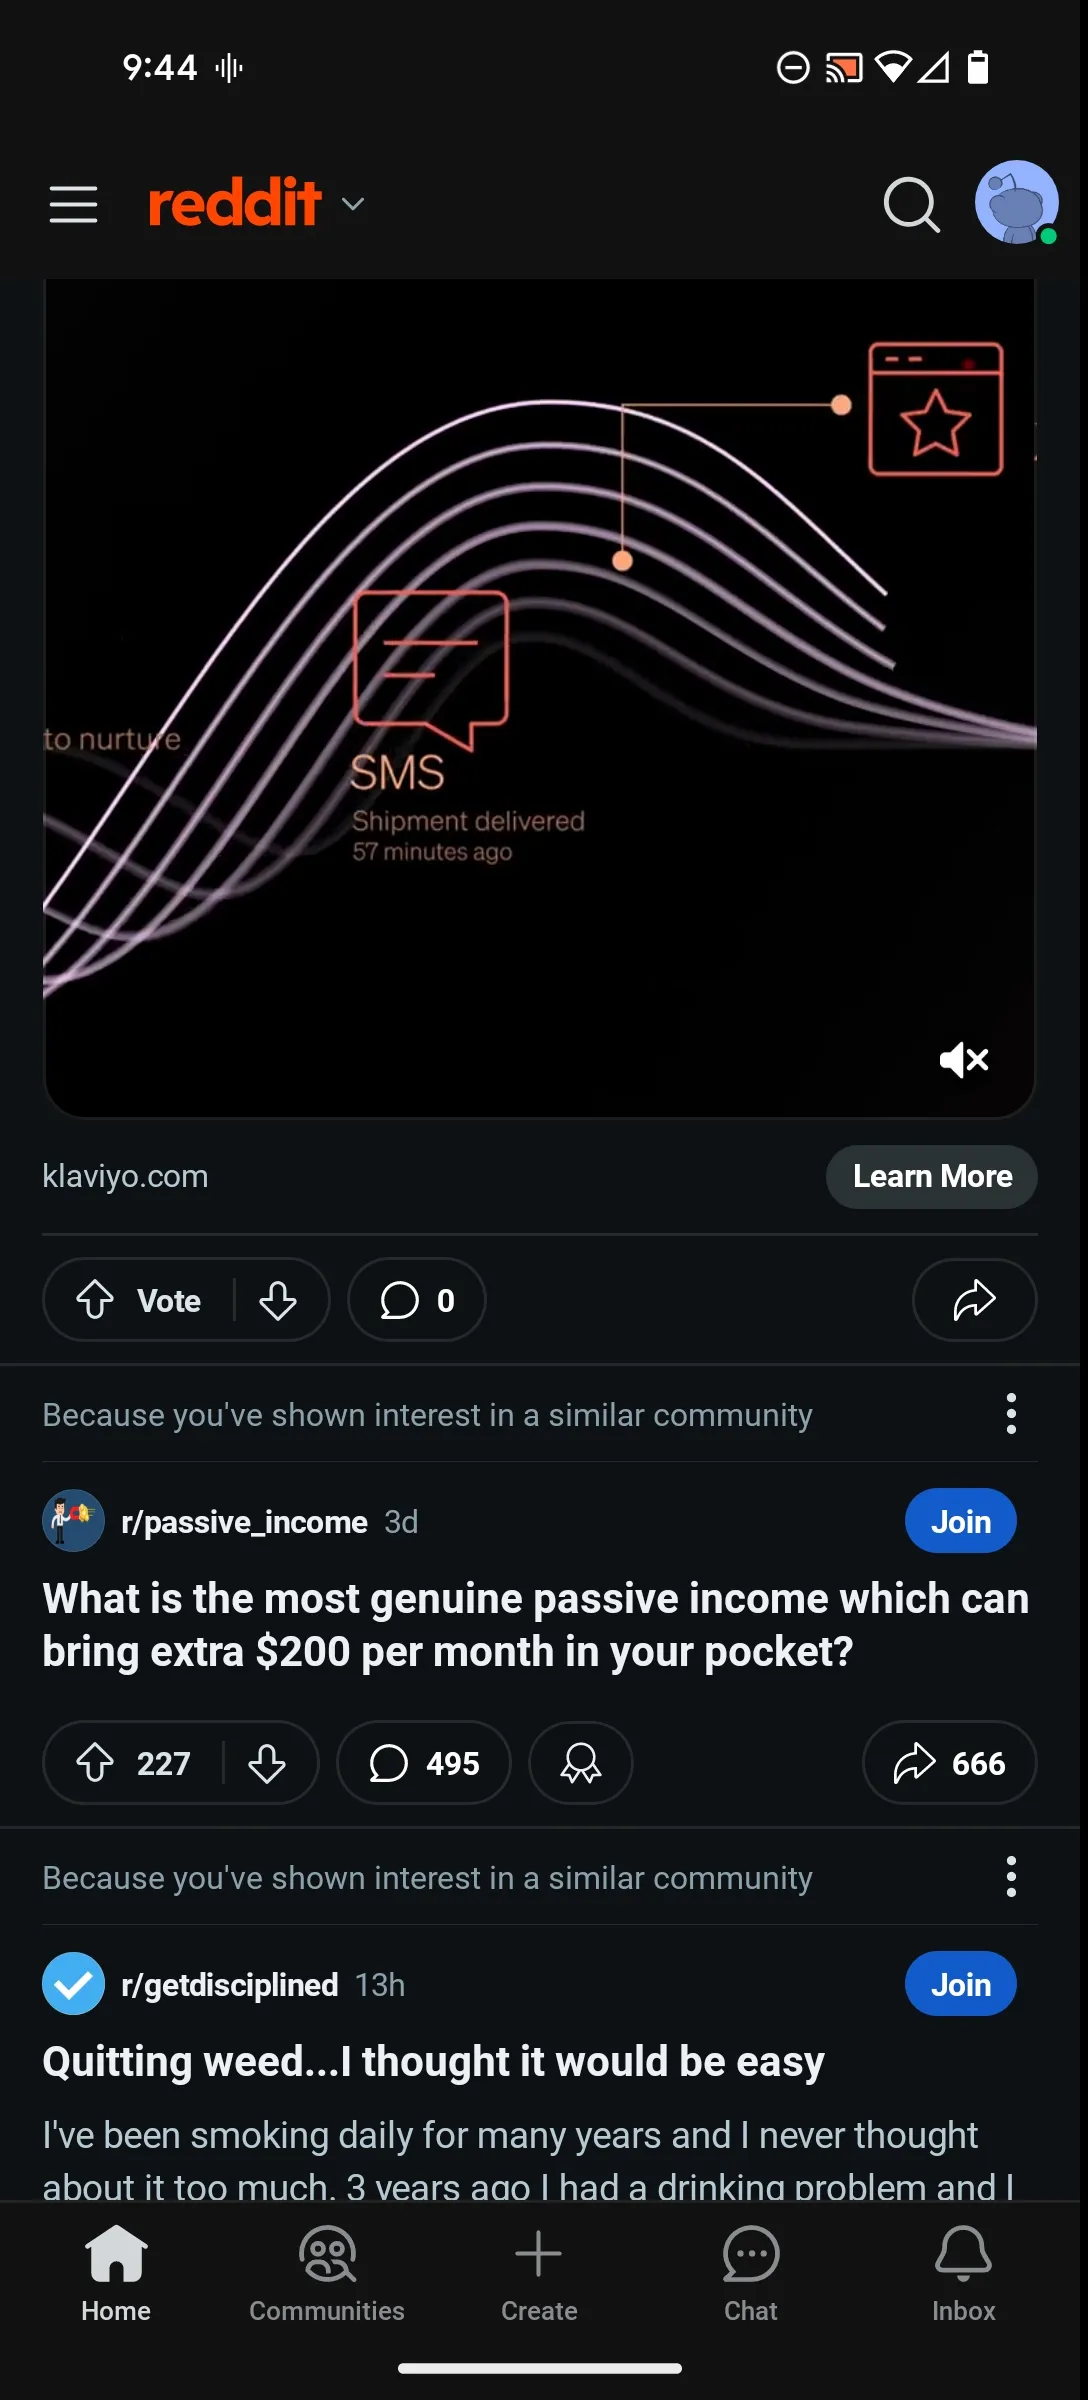 9:44
reddit
to nurture
SMS
Shipment delivered
57 minutes ago
klaviyo.com
Learn More
Vote
0
Because you've shown interest in a similar community
r/passive_income 3d
Join
What is the most genuine passive income which can
bring extra $200 per month in your pocket?
227
495
666
Because you've shown interest in a similar community
r/getdisciplined 13h
Join
Quitting weed...I thought it would be easy
I've been smoking daily for many years and I never thought
about it too much. 3 years ago I had a drinking problem and I
Home
Communities
Create
Chat
Inbox